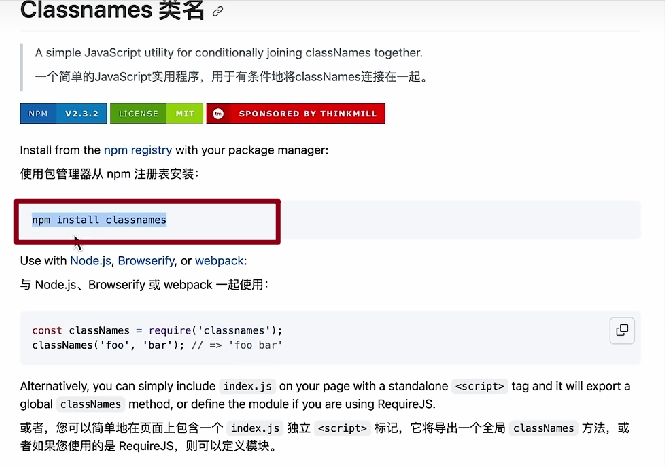 Classnames 类名
A simple JavaScript utility for conditionally joining classNames together.
一个简单的JavaScript实用程序，用于有条件地将classNames连接在一起。
NPM V2.3.2 LICENSE MIT SPONSORED BY THINKMILL
Install from the npm registry with your package manager:
使用包管理器从 npm 注册表安装：
npm install classnames
Use with Node.js, Browserify, or webpack:
与 Node.js、Browserify 或 webpack 一起使用：
const classNames = require('classnames');
classNames('foo', 'bar'); // => 'foo bar'
Alternatively, you can simply include index.js on your page with a standalone <script> tag and it will export a
global classNames method, or define the module if you are using RequireJS.
或者，您可以简单地在页面上包含一个 index.js 独立 <script> 标记，它将导出一个全局 classNames 方法，或
者如果您使用的是 RequireJS，则可以定义模块。